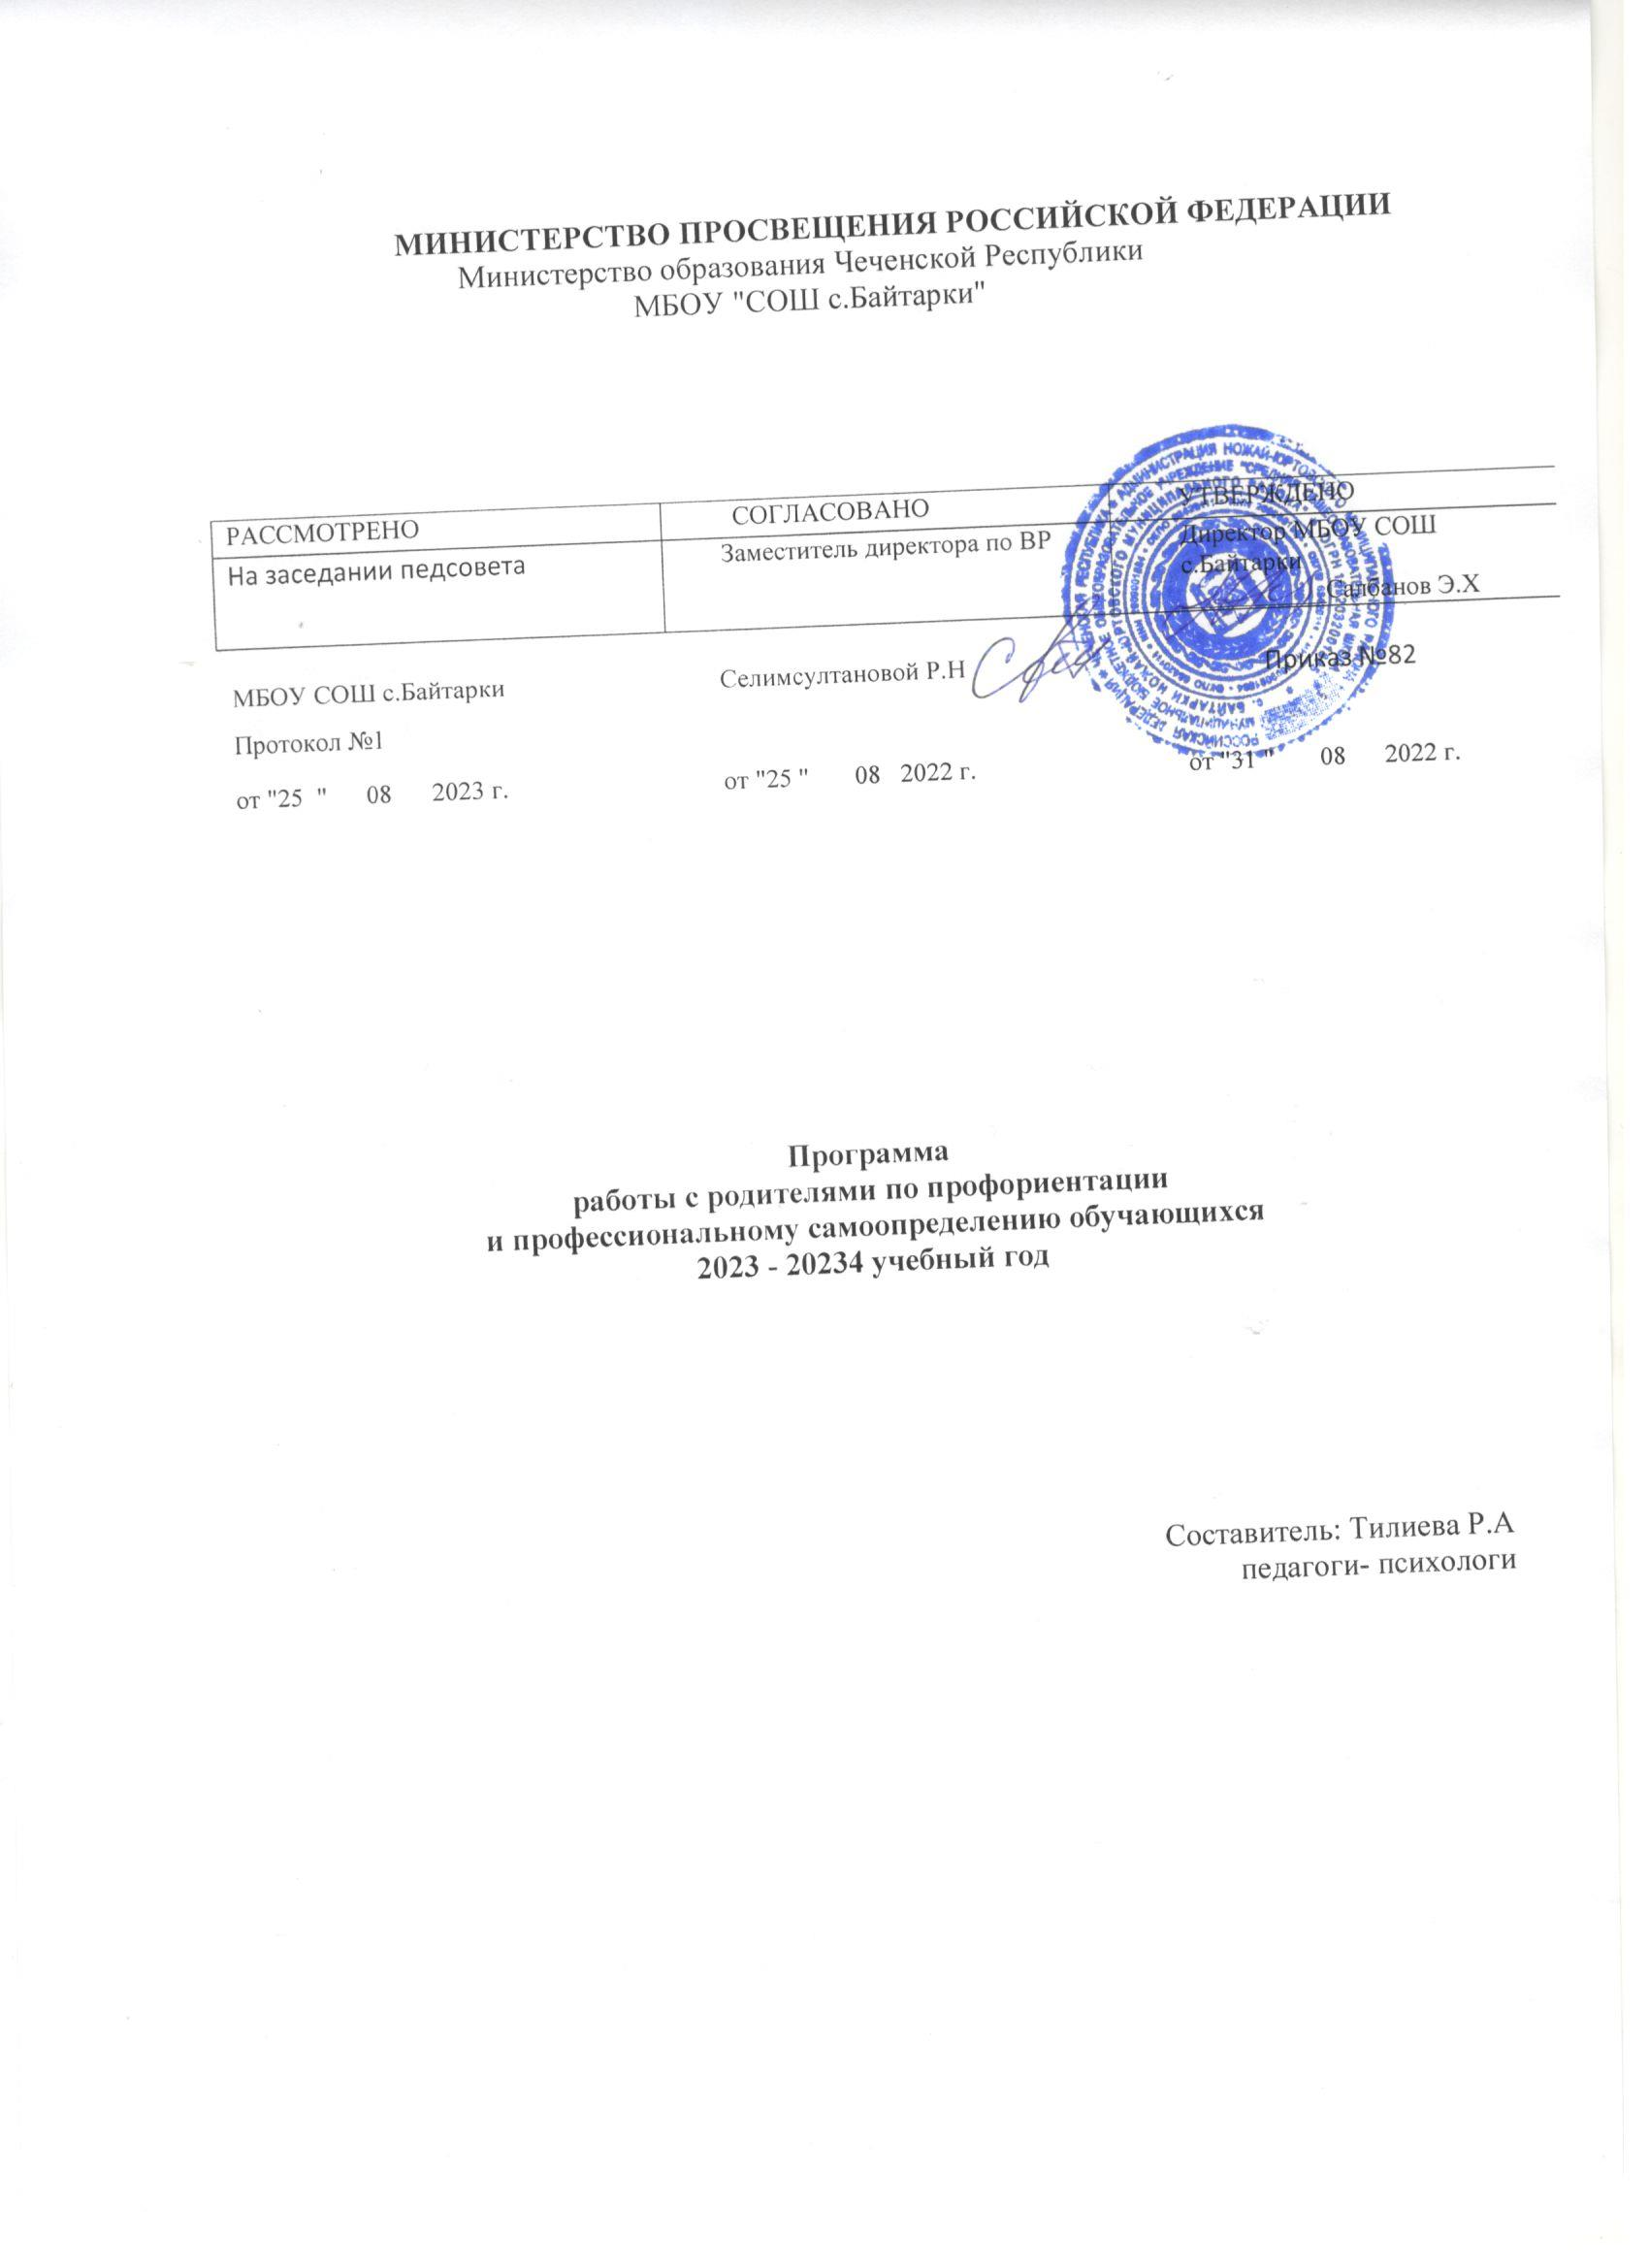 МИНИСТЕРСТВО ПРОСВЕЩЕНИЯ РОССИЙСКОЙ ФЕДЕРАЦИИ
Министерство образования Чеченской Республики
МБОУ "СОШ с.Байтарки"
РАССМОТРЕНО
На заседании педсовета
МБОУ СОШ с.Байтарки
Протокол №1
от "25 " 08 2023 г.
СОГЛАСОВАНО
Заместитель директора по ВР
Селимсултановой Р.Н
от "25 " 08 2022 г.
УТВЕРЖДЕНО
Директор МБОУ СОШ
с.Байтарки
Салбанов Э.Х
Приказ №82
от "31 " 08 2022 г.
Программа
работы с родителями по профориентации
и профессиональному самоопределению обучающихся
2023 - 20234 учебный год
Составитель: Тилиева Р.А
педагоги- психологи